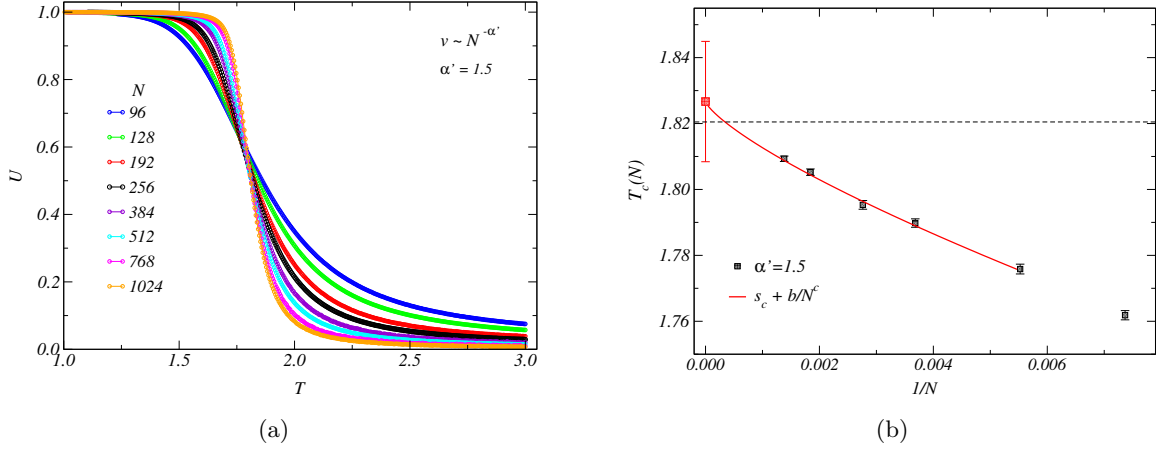 1.0
0.8
0.6
0.4
0.2
0.0
U
v ~ N^{-α'}
α' = 1.5
N
96
128
192
256
384
512
768
1024
1.0
1.5
2.0
2.5
3.0
T
(a)
1.84
1.82
1.80
1.78
1.76
T_c(N)
α'=1.5
s_c + b/N^c
0.000
0.002
0.004
0.006
1/N
(b)